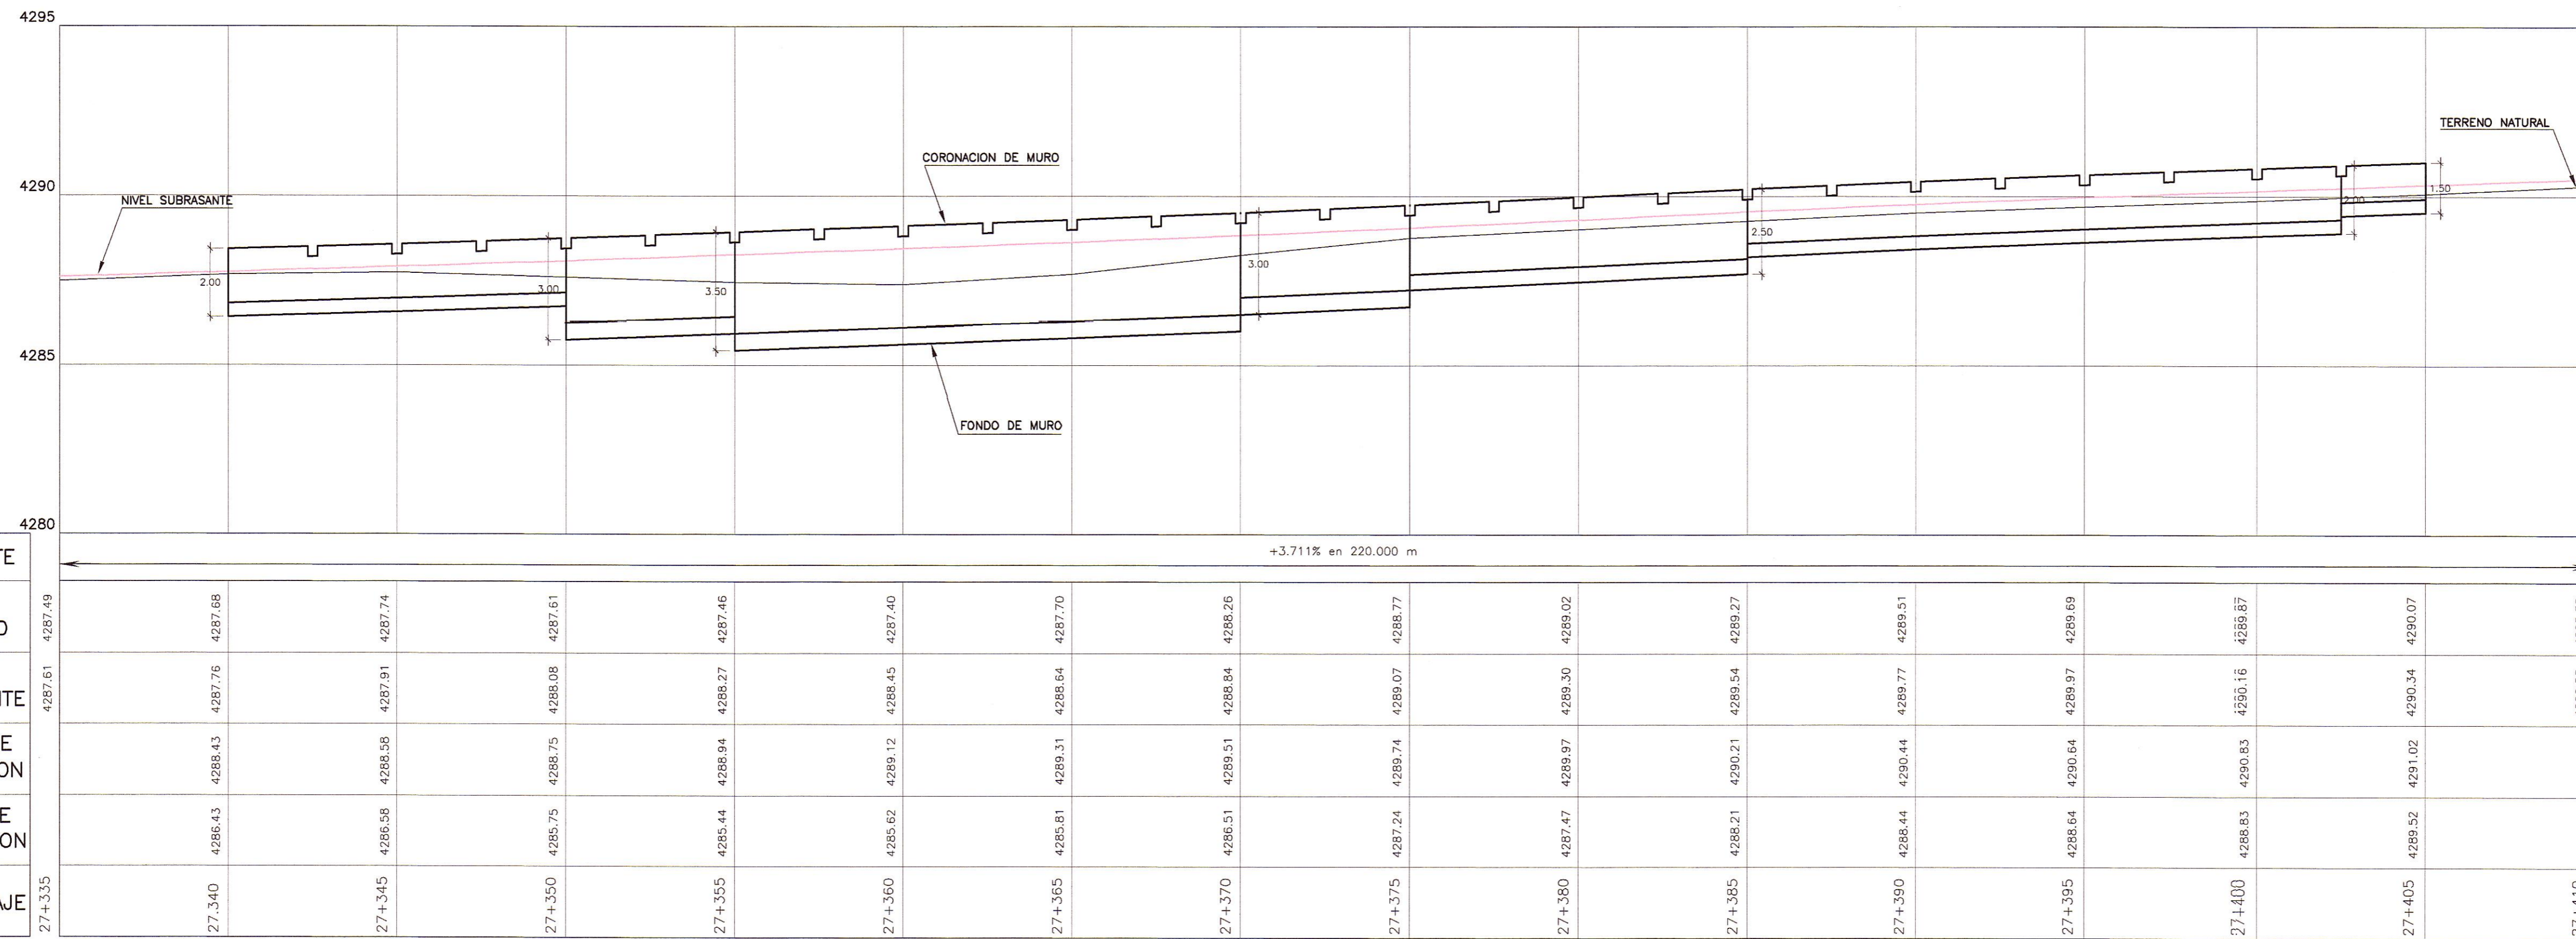 4295
TERRENO NATURAL
CORONACION DE MURO
4290
NIVEL SUBRASANTE
1.50
2.00
2.50
3.00
2.00
3.00
3.50
4285
FONDO DE MURO
4280
+3.711% en 220.000 m
4287.49 4287.68 4287.74 4287.61 4287.46 4287.40 4287.70 4288.26 4288.77 4289.02 4289.27 4289.51 4289.69 4289.87 4290.07
4287.61 4287.76 4287.91 4288.08 4288.27 4288.45 4288.64 4288.84 4289.07 4289.30 4289.54 4289.77 4289.97 4290.16 4290.34
4288.43 4288.58 4288.75 4288.94 4289.12 4289.31 4289.51 4289.74 4289.97 4290.21 4290.44 4290.64 4290.83 4291.02
4286.43 4286.58 4285.75 4285.44 4285.62 4285.81 4286.51 4287.24 4287.47 4288.21 4288.44 4288.64 4288.83 4289.52
27+335 27.340 27+345 27+350 27+355 27+360 27+365 27+370 27+375 27+380 27+385 27+390 27+395 27+400 27+405